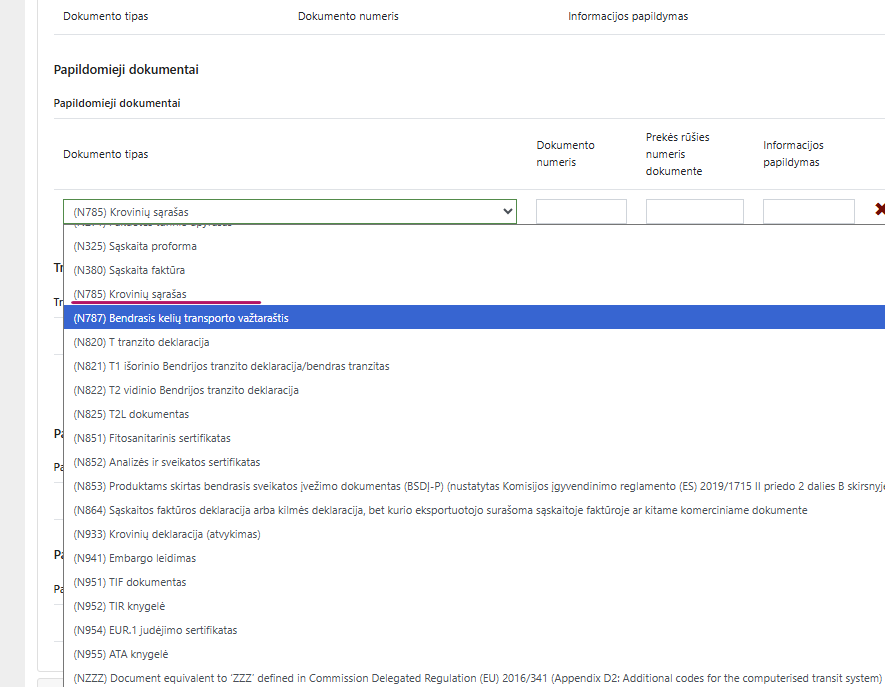 Dokumento tipas Dokumento numeris Informacijos papildymas
Papildomieji dokumentai
Papildomieji dokumentai
Dokumento tipas Dokumento numeris Prekės rūšies numeris dokumente Informacijos papildymas
(N785) Krovinių sąrašas
(N325) Sąskaita proforma
(N380) Sąskaita faktūra
(N785) Krovinių sąrašas
(N787) Bendrasis kelių transporto važtaraštis
(N820) T tranzito deklaracija
(N821) T1 išorinio Bendrijos tranzito deklaracija/bendras tranzitas
(N822) T2 vidinio Bendrijos tranzito deklaracija
(N825) T2L dokumentas
(N851) Fitosanitarinis sertifikatas
(N852) Analizės ir sveikatos sertifikatas
(N853) Produktams skirtas bendrasis sveikatos įvežimo dokumentas (BSDĮ-P) (nustatytas Komisijos įgyvendinimo reglamento (ES) 2019/1715 II priedo 2 dalies B skirsnyje
(N864) Sąskaitos faktūros deklaracija arba kilmės deklaracija, bet kurio eksportuotojo surašoma sąskaitoje faktūroje ar kitame komerciniame dokumente
(N933) Krovinių deklaracija (atvykimas)
(N941) Embargo leidimas
(N951) TIF dokumentas
(N952) TIR knygelė
(N954) EUR.1 judėjimo sertifikatas
(N955) ATA knygelė
(NZZZ) Document equivalent to ‘ZZZ’ defined in Commission Delegated Regulation (EU) 2016/341 (Appendix D2: Additional codes for the computerised transit system)